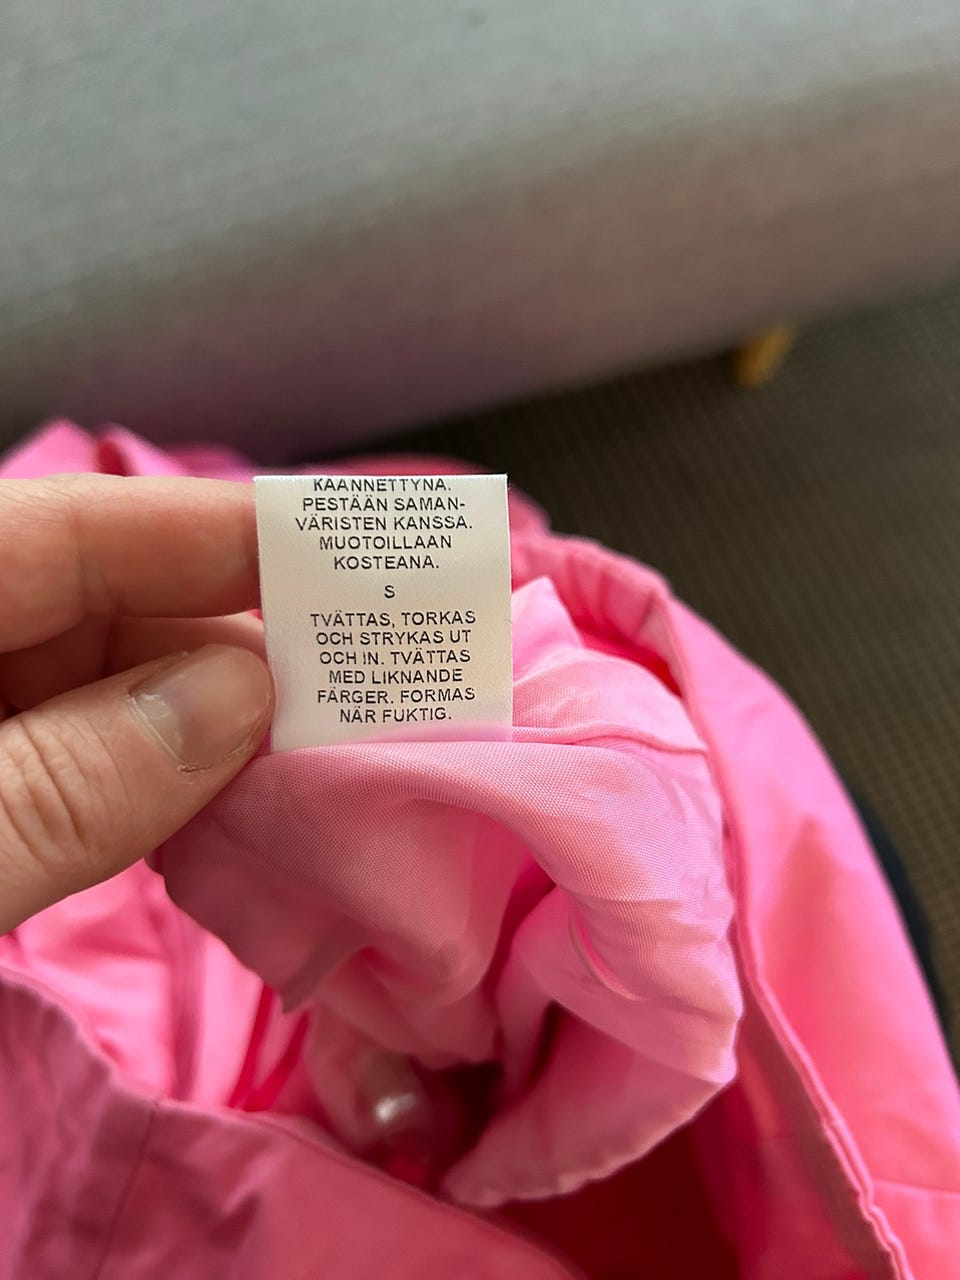 KÄÄNNETTYNÄ.
PESTÄÄN SAMAN-
VÄRISTEN KANSSA.
MUOTOILLAAN
KOSTEANA.
S
TVÄTTAS, TORKAS
OCH STRYKAS UT
OCH IN. TVÄTTAS
MED LIKNANDE
FÄRGER. FORMAS
NÄR FUKTIG.